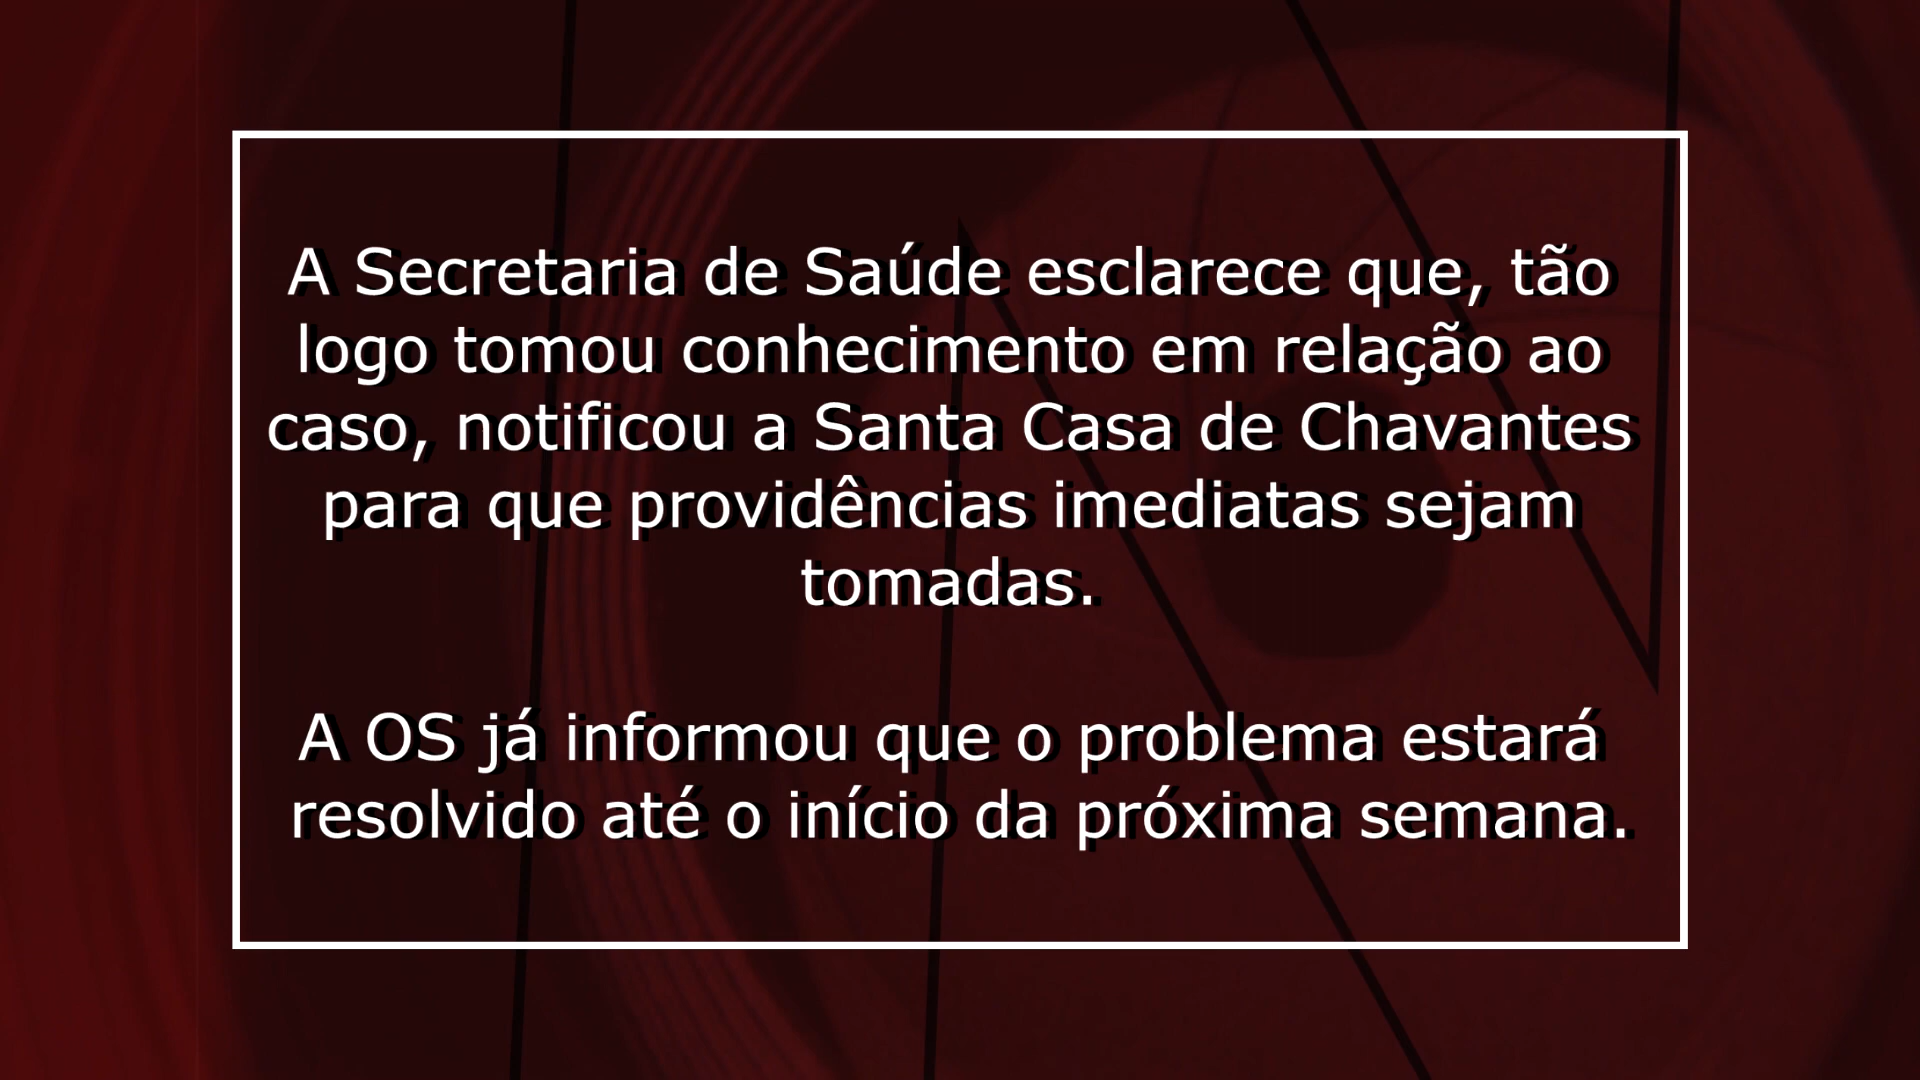 A Secretaria de Saúde esclarece que, tão
logo tomou conhecimento em relação ao
caso, notificou a Santa Casa de Chavantes
para que providências imediatas sejam
tomadas.
A OS já informou que o problema estará
resolvido até o início da próxima semana.